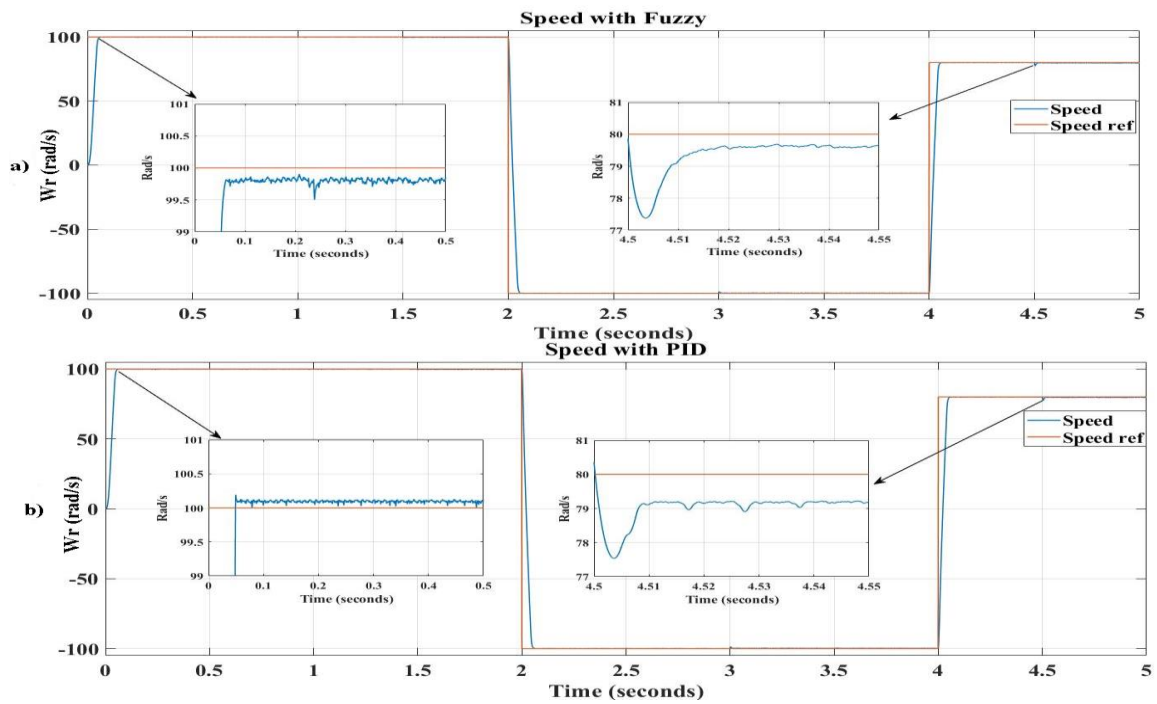 Speed with Fuzzy
a)
Wr (rad/s)
100
50
0
-50
-100
101
100.5
100
99.5
99
Rad/s
0 0.1 0.2 0.3 0.4 0.5
Time (seconds)
81
80
79
78
77
Rad/s
4.5 4.51 4.52 4.53 4.54 4.55
Time (seconds)
Speed
Speed ref
0 0.5 1 1.5 2 2.5 3 3.5 4 4.5 5
Time (seconds)
Speed with PID
b)
Wr (rad/s)
100
50
0
-50
-100
101
100.5
100
99.5
99
Rad/s
0 0.1 0.2 0.3 0.4 0.5
Time (seconds)
81
80
79
78
77
Rad/s
4.5 4.51 4.52 4.53 4.54 4.55
Time (seconds)
Speed
Speed ref
0 0.5 1 1.5 2 2.5 3 3.5 4 4.5 5
Time (seconds)